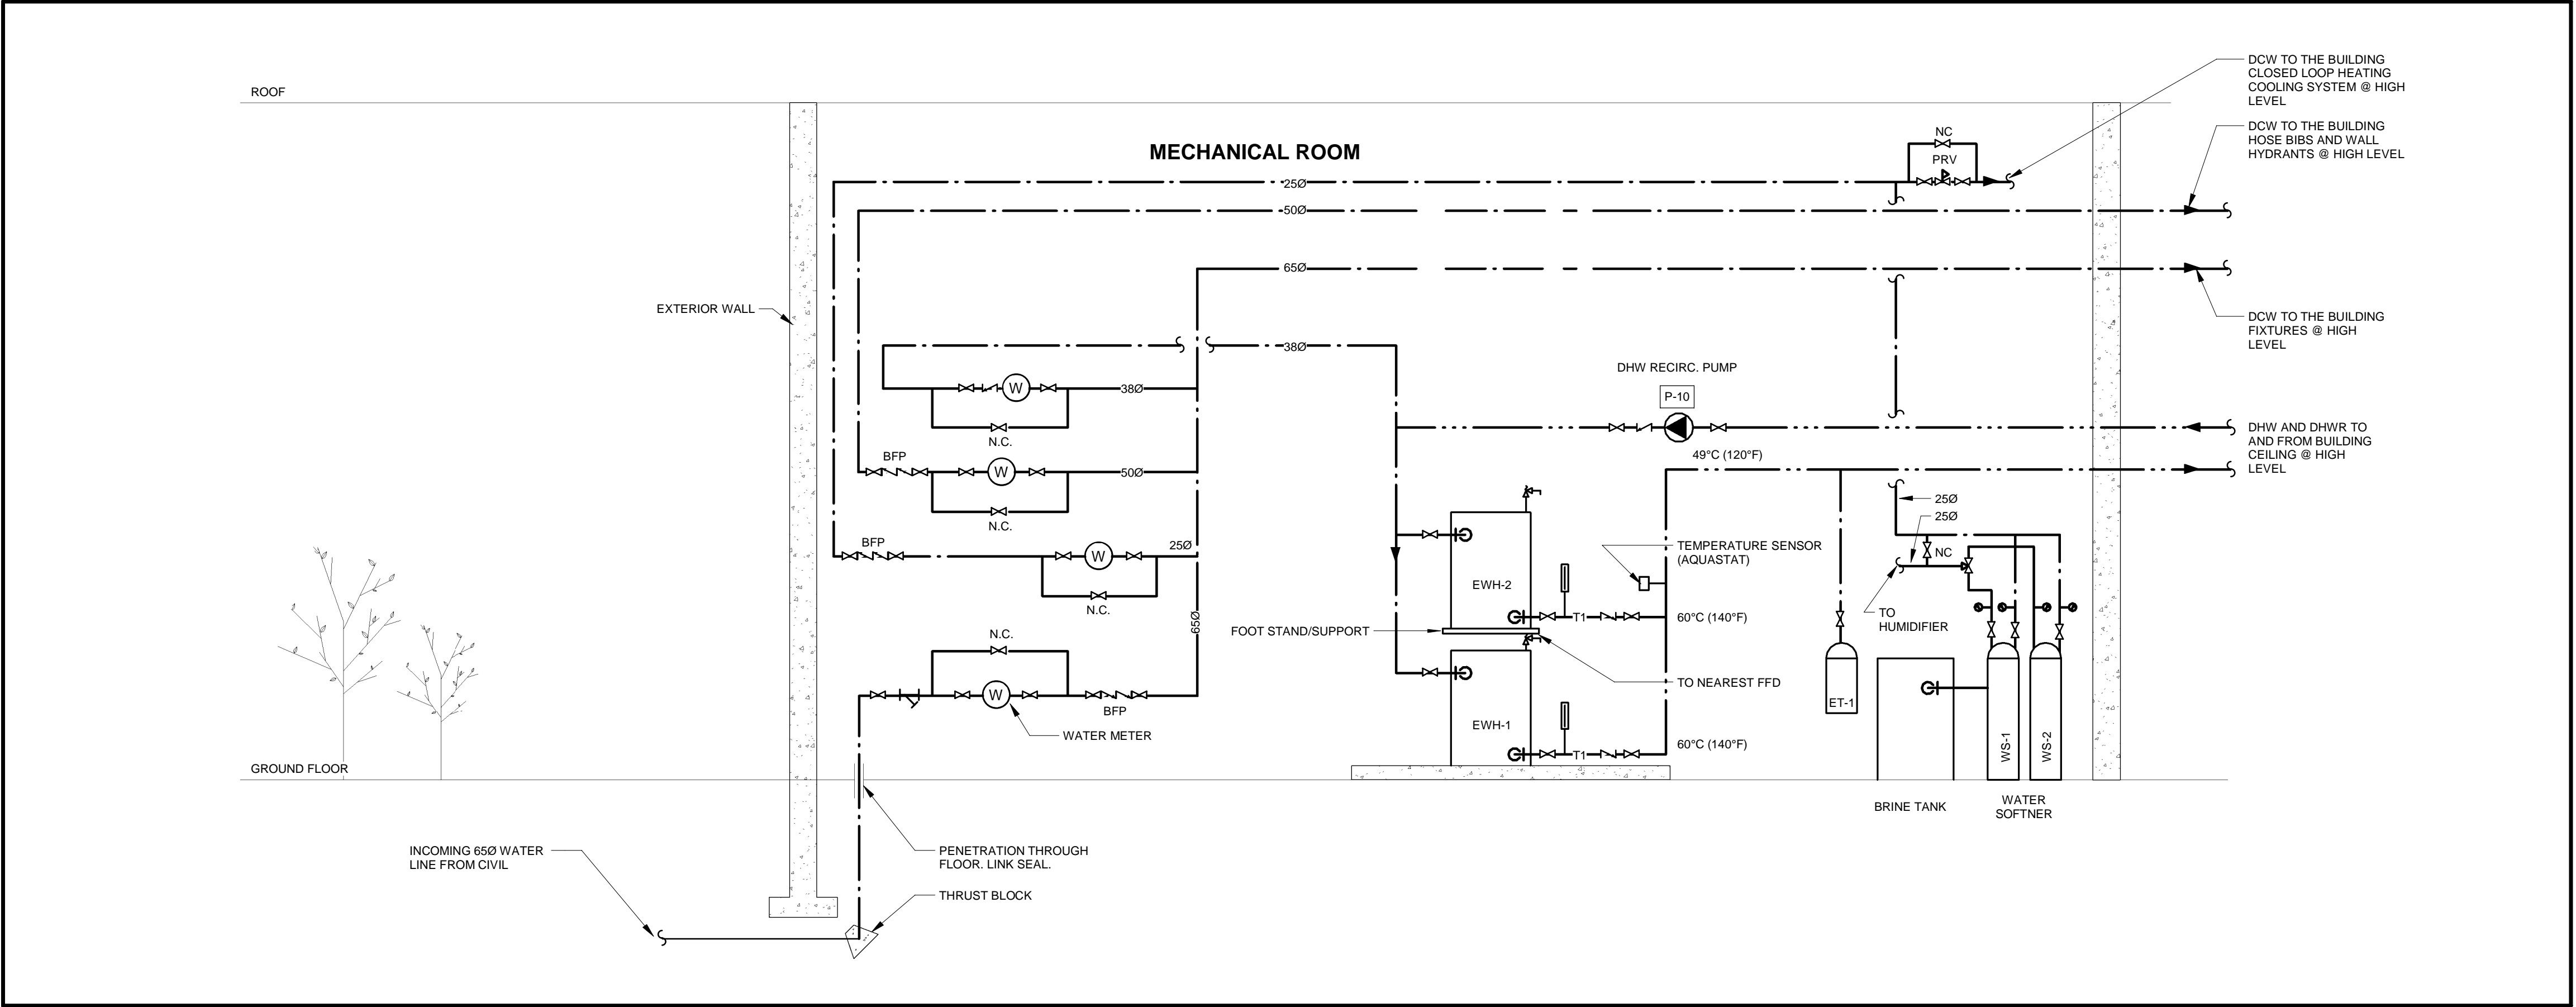 ROOF
MECHANICAL ROOM
DCW TO THE BUILDING
CLOSED LOOP HEATING
COOLING SYSTEM @ HIGH
LEVEL
DCW TO THE BUILDING
HOSE BIBS AND WALL
HYDRANTS @ HIGH LEVEL
NC
PRV
25Ø
50Ø
65Ø
EXTERIOR WALL
DCW TO THE BUILDING
FIXTURES @ HIGH
LEVEL
38Ø
W
38Ø
N.C.
DHW RECIRC. PUMP
P-10
BFP
W
50Ø
N.C.
49°C (120°F)
DHW AND DHWR TO
AND FROM BUILDING
CEILING @ HIGH
LEVEL
BFP
W
25Ø
N.C.
25Ø
25Ø
NC
TO
HUMIDIFIER
TEMPERATURE SENSOR
(AQUASTAT)
EWH-2
T1
60°C (140°F)
FOOT STAND/SUPPORT
65Ø
N.C.
W
BFP
WATER METER
TO NEAREST FFD
EWH-1
T1
60°C (140°F)
ET-1
WS-1
WS-2
GROUND FLOOR
BRINE TANK
WATER
SOFTNER
INCOMING 65Ø WATER
LINE FROM CIVIL
PENETRATION THROUGH
FLOOR. LINK SEAL.
THRUST BLOCK